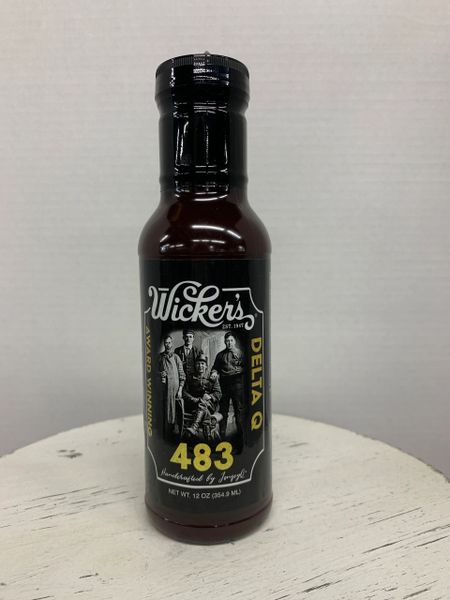 Wicker's
EST. 1947
AWARD WINNING
DELTA Q
483
Handcrafted by
NET WT. 12 OZ (354.9 ML)